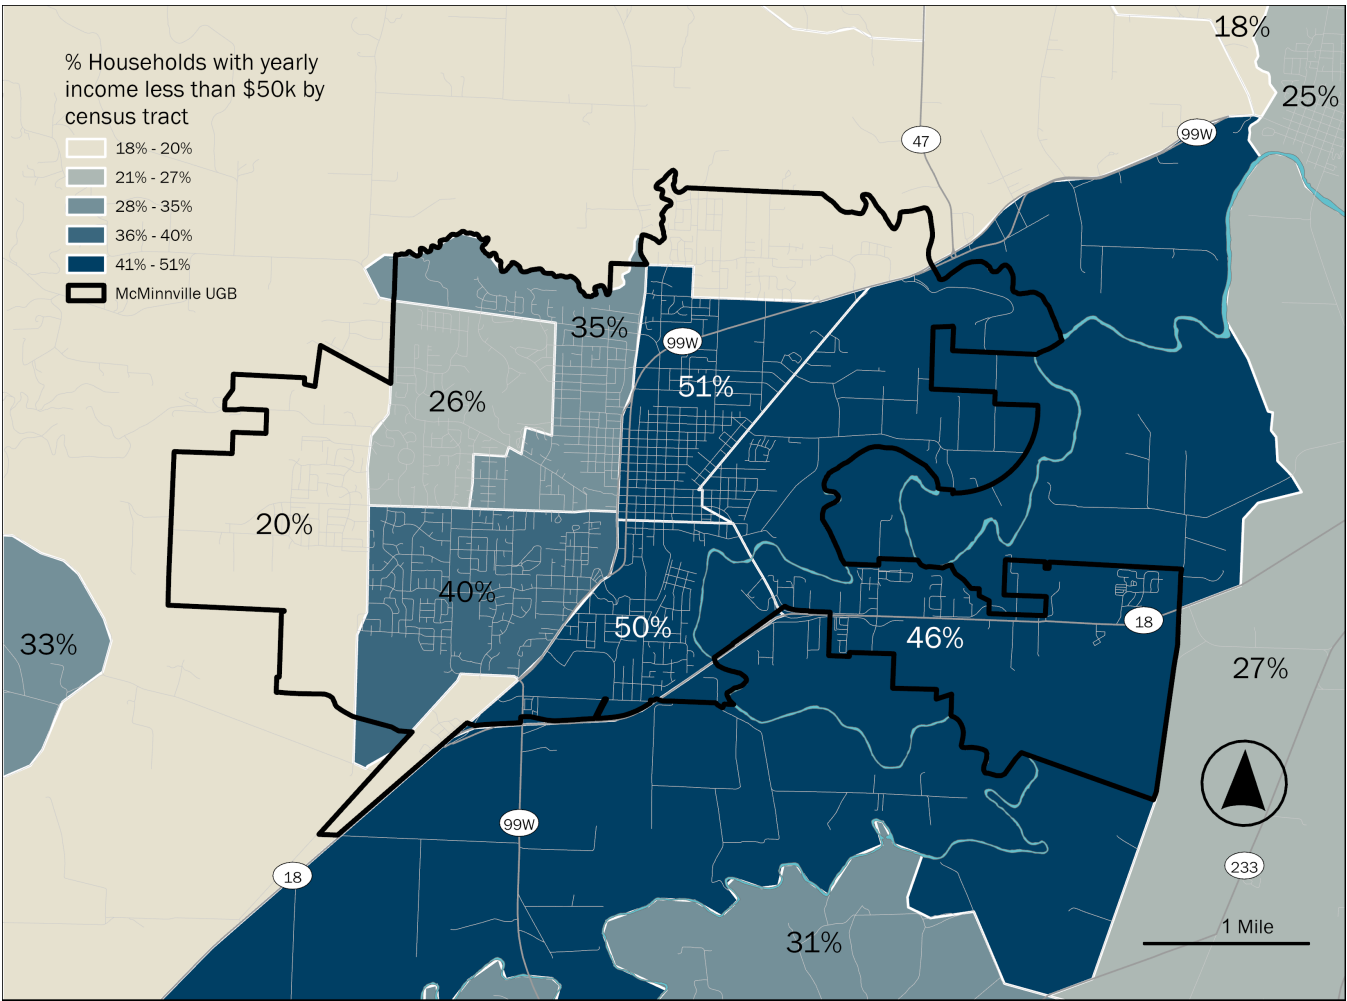 18%
25%
% Households with yearly
income less than $50k by
census tract
18% - 20%
21% - 27%
28% - 35%
36% - 40%
41% - 51%
McMinnville UGB
47
99W
35%
99W
51%
26%
20%
40%
50%
46%
18
33%
27%
99W
18
233
1 Mile
31%